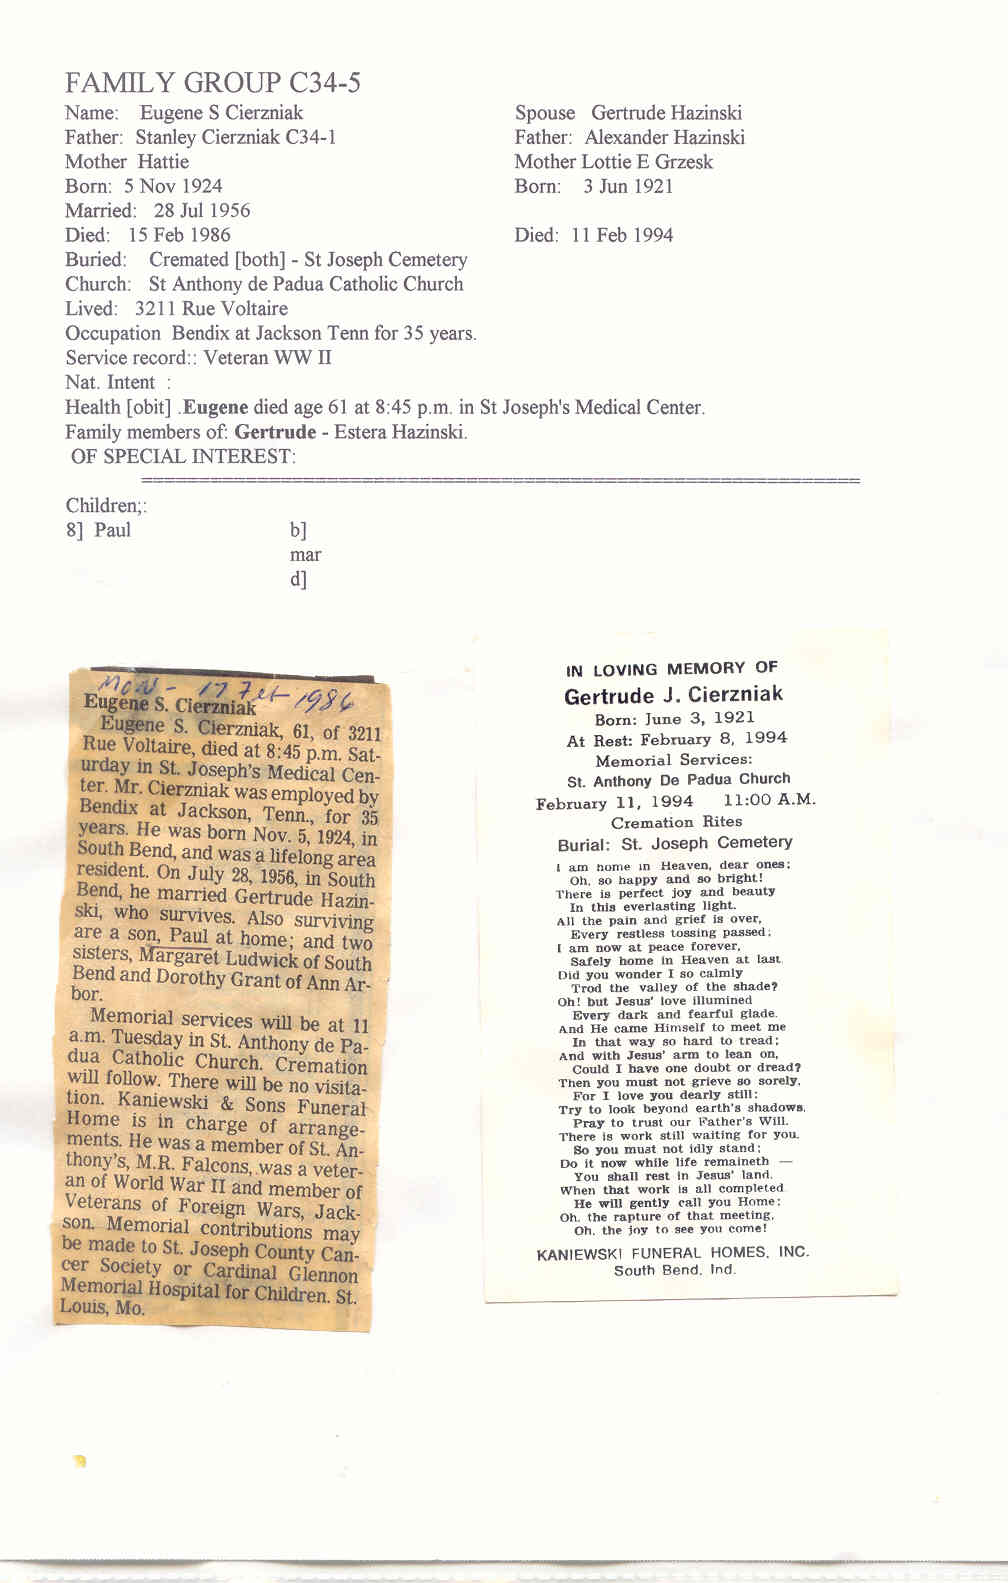 FAMILY GROUP C34-5
Name: Eugene S Cierzniak
Father: Stanley Cierzniak C34-1
Mother Hattie
Born: 5 Nov 1924
Married: 28 Jul 1956
Died: 15 Feb 1986
Spouse Gertrude Hazinski
Father: Alexander Hazinski
Mother Lottie E Grzesk
Born: 3 Jun 1921
Died: 11 Feb 1994
Buried: Cremated [both] - St Joseph Cemetery
Church: St Anthony de Padua Catholic Church
Lived: 3211 Rue Voltaire
Occupation Bendix at Jackson Tenn for 35 years.
Service record:: Veteran WW II
Nat. Intent :
Health [obit] .Eugene died age 61 at 8:45 p.m. in St Joseph's Medical Center.
Family members of: Gertrude - Estera Hazinski.
OF SPECIAL INTEREST:
Children;:
8] Paul b]
mar
d]
MON - 17 Feb 1986
Eugene S. Cierzniak
Eugene S. Cierzniak, 61, of 3211
Rue Voltaire, died at 8:45 p.m. Sat-
urday in St. Joseph's Medical Cen-
ter. Mr. Cierzniak was employed by
Bendix at Jackson, Tenn., for 35
years. He was born Nov. 5, 1924, in
South Bend, and was a lifelong area
resident. On July 28, 1956, in South
Bend, he married Gertrude Hazin-
ski, who survives. Also surviving
are a son, Paul at home; and two
sisters, Margaret Ludwick of South
Bend and Dorothy Grant of Ann Ar-
bor.
Memorial services will be at 11
a.m. Tuesday in St. Anthony de Pa-
dua Catholic Church. Cremation
will follow. There will be no visita-
tion. Kaniewski & Sons Funeral
Home is in charge of arrange-
ments. He was a member of St. An-
thony's, M.R. Falcons, was a veter-
an of World War II and member of
Veterans of Foreign Wars, Jack-
son. Memorial contributions may
be made to St. Joseph County Can-
cer Society or Cardinal Glennon
Memorial Hospital for Children. St.
Louis, Mo.
IN LOVING MEMORY OF
Gertrude J. Cierzniak
Born: June 3, 1921
At Rest: February 8, 1994
Memorial Services:
St. Anthony De Padua Church
February 11, 1994 11:00 A.M.
Cremation Rites
Burial: St. Joseph Cemetery
I am home in Heaven, dear ones;
Oh, so happy and so bright!
There is perfect joy and beauty
In this everlasting light.
All the pain and grief is over,
Every restless tossing passed;
I am now at peace forever,
Safely home in Heaven at last.
Did you wonder I so calmly
Trod the valley of the shade?
Oh! but Jesus' love illumined
Every dark and fearful glade.
And He came Himself to meet me
In that way so hard to tread;
And with Jesus' arm to lean on,
Could I have one doubt or dread?
Then you must not grieve so sorely,
For I love you dearly still:
Try to look beyond earth's shadows,
Pray to trust our Father's Will.
There is work still waiting for you,
So you must not idly stand;
Do it now while life remaineth —
You shall rest in Jesus' land.
When that work is all completed
He will gently call you Home;
Oh, the rapture of that meeting,
Oh, the joy to see you come!
KANIEWSKI FUNERAL HOMES, INC.
South Bend, Ind.